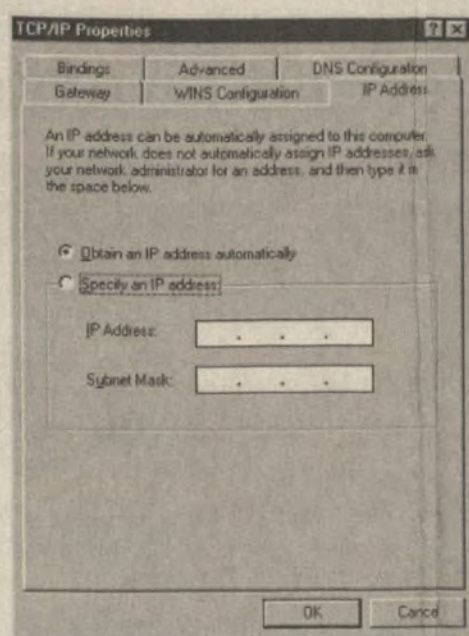 TCP/IP Properties
? ×
Bindings Advanced DNS Configuration
Gateway WINS Configuration IP Address
An IP address can be automatically assigned to this computer.
If your network does not automatically assign IP addresses, ask
your network administrator for an address, and then type it in
the space below.
Obtain an IP address automatically
Specify an IP address:
IP Address:
. . .
Subnet Mask:
. . .
OK Cancel